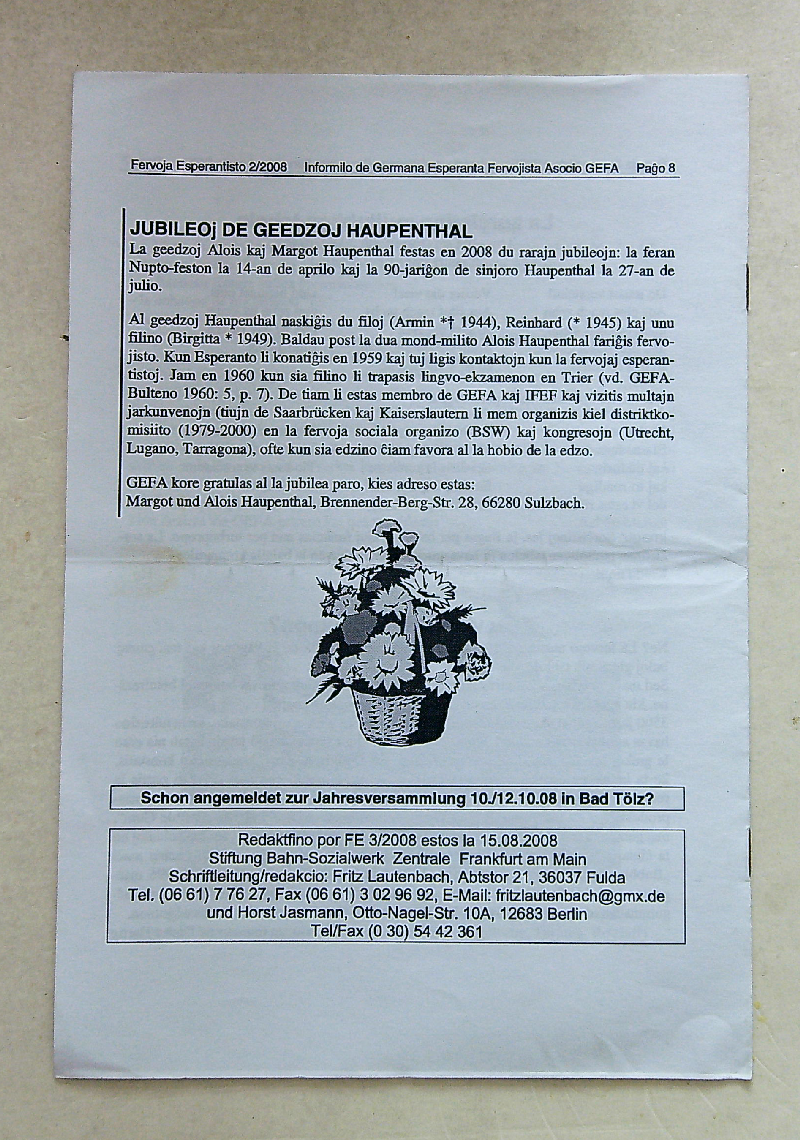 Fervoja Esperantisto 2/2008 Informilo de Germana Esperanta Fervojista Asocio GEFA Paĝo 8
JUBILEOj DE GEEDZOJ HAUPENTHAL
La geedzoj Alois kaj Margot Haupenthal festas en 2008 du rarajn jubileojn: la feran
Nupto-feston la 14-an de aprilo kaj la 90-jariĝon de sinjoro Haupenthal la 27-an de
julio.
Al geedzoj Haupenthal naskiĝis du filoj (Armin *† 1944), Reinhard (* 1945) kaj unu
filino (Birgitta * 1949). Baldau post la dua mond-milito Alois Haupenthal fariĝis fervo-
jisto. Kun Esperanto li konatiĝis en 1959 kaj tuj ligis kontaktojn kun la fervojaj esperan-
tistoj. Jam en 1960 kun sia filino li trapasis lingvo-ekzamenon en Trier (vd. GEFA-
Bulteno 1960: 5, p. 7). De tiam li estas membro de GEFA kaj IFEF kaj vizitis multajn
jarkunvenojn (tiujn de Saarbrücken kaj Kaiserslautern li mem organizis kiel distriktko-
misiito (1979-2000) en la fervoja sociala organizo (BSW) kaj kongresojn (Utrecht,
Lugano, Tarragona), ofte kun sia edzino ĉiam favora al la hobio de la edzo.
GEFA kore gratulas al la jubilea paro, kies adreso estas:
Margot und Alois Haupenthal, Brennender-Berg-Str. 28, 66280 Sulzbach.
Schon angemeldet zur Jahresversammlung 10./12.10.08 in Bad Tölz?
Redaktfino por FE 3/2008 estos la 15.08.2008
Stiftung Bahn-Sozialwerk Zentrale Frankfurt am Main
Schriftleitung/redakcio: Fritz Lautenbach, Abtstor 21, 36037 Fulda
Tel. (06 61) 7 76 27, Fax (06 61) 3 02 96 92, E-Mail: fritzlautenbach@gmx.de
und Horst Jasmann, Otto-Nagel-Str. 10A, 12683 Berlin
Tel/Fax (0 30) 54 42 361